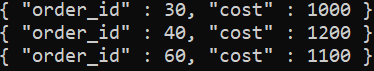 { "order_id" : 30, "cost" : 1000 }
{ "order_id" : 40, "cost" : 1200 }
{ "order_id" : 60, "cost" : 1100 }